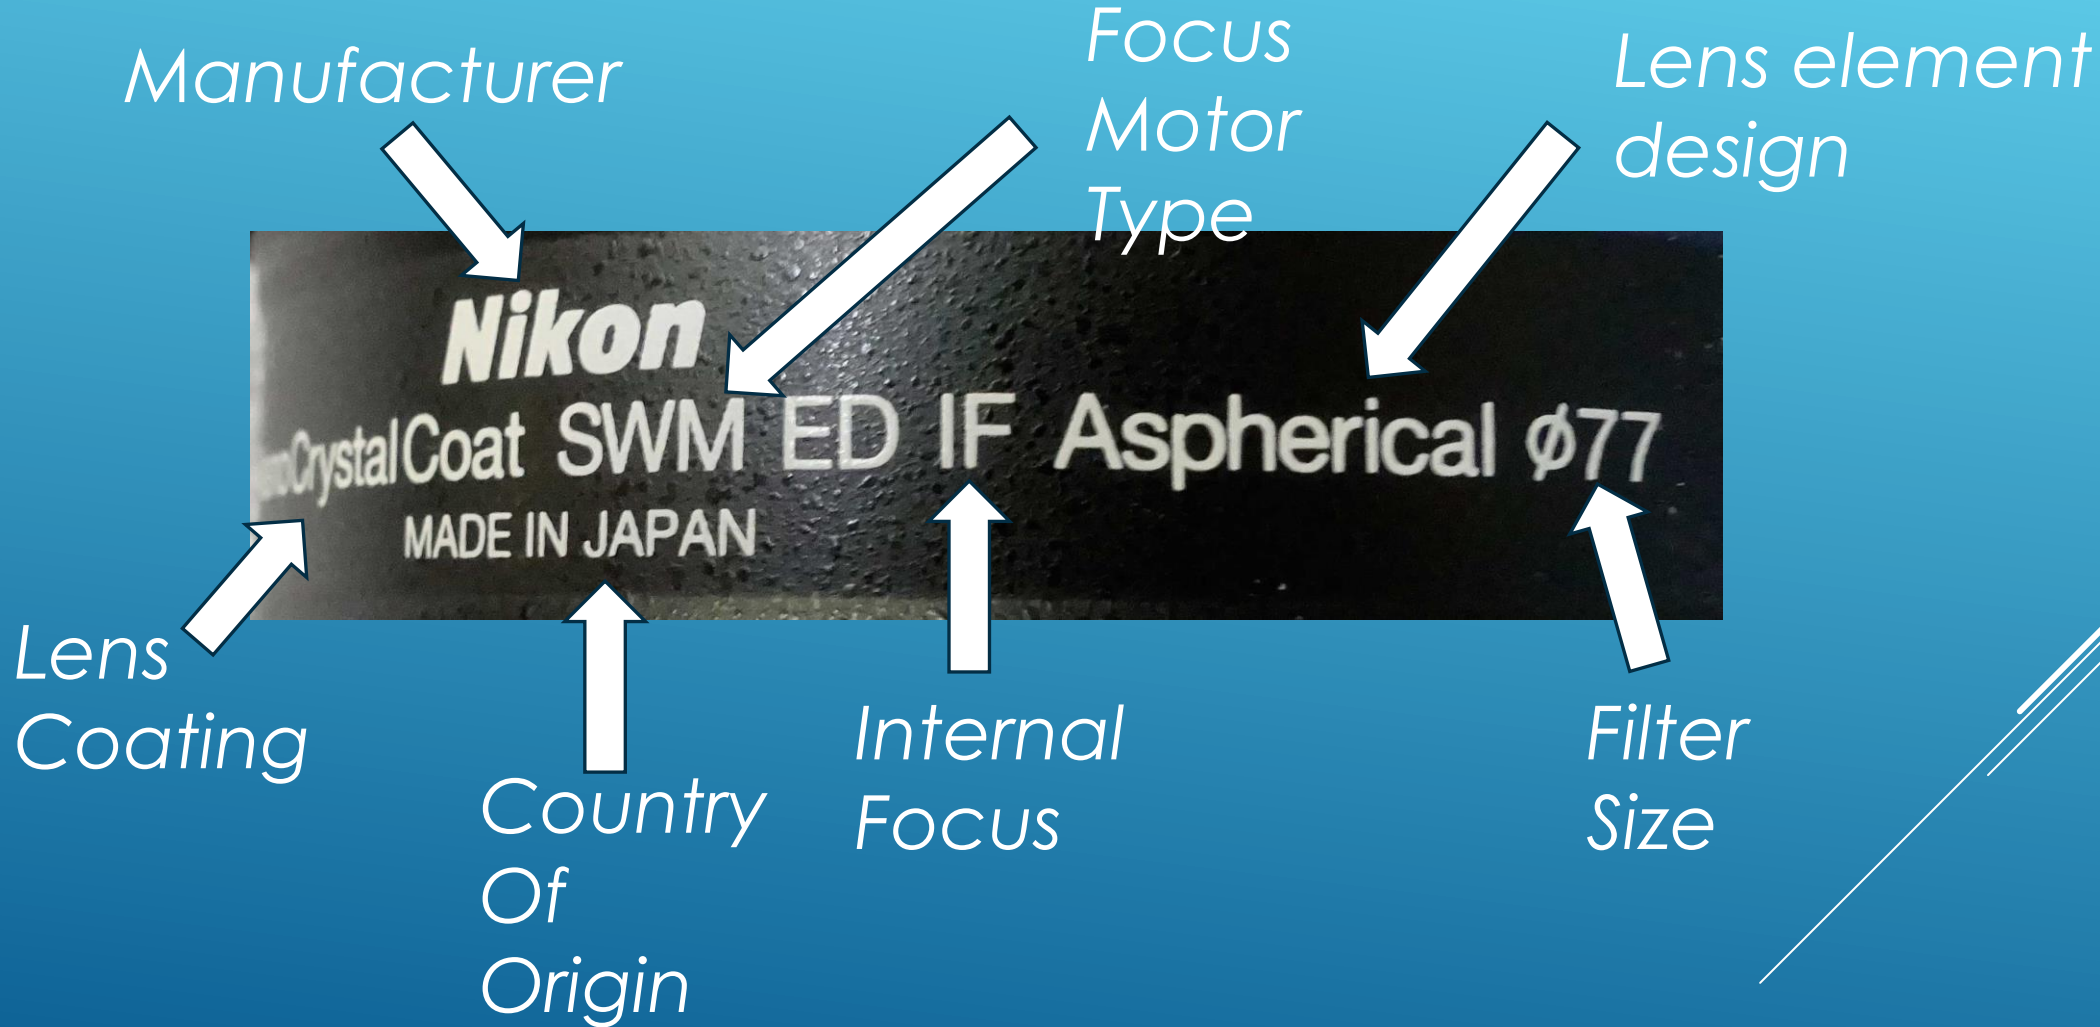 Manufacturer
Focus
Motor
Type
Lens element
design
Nikon
CrystalCoat SWM ED IF Aspherical ϕ77
MADE IN JAPAN
Lens
Coating
Country
Of
Origin
Internal
Focus
Filter
Size